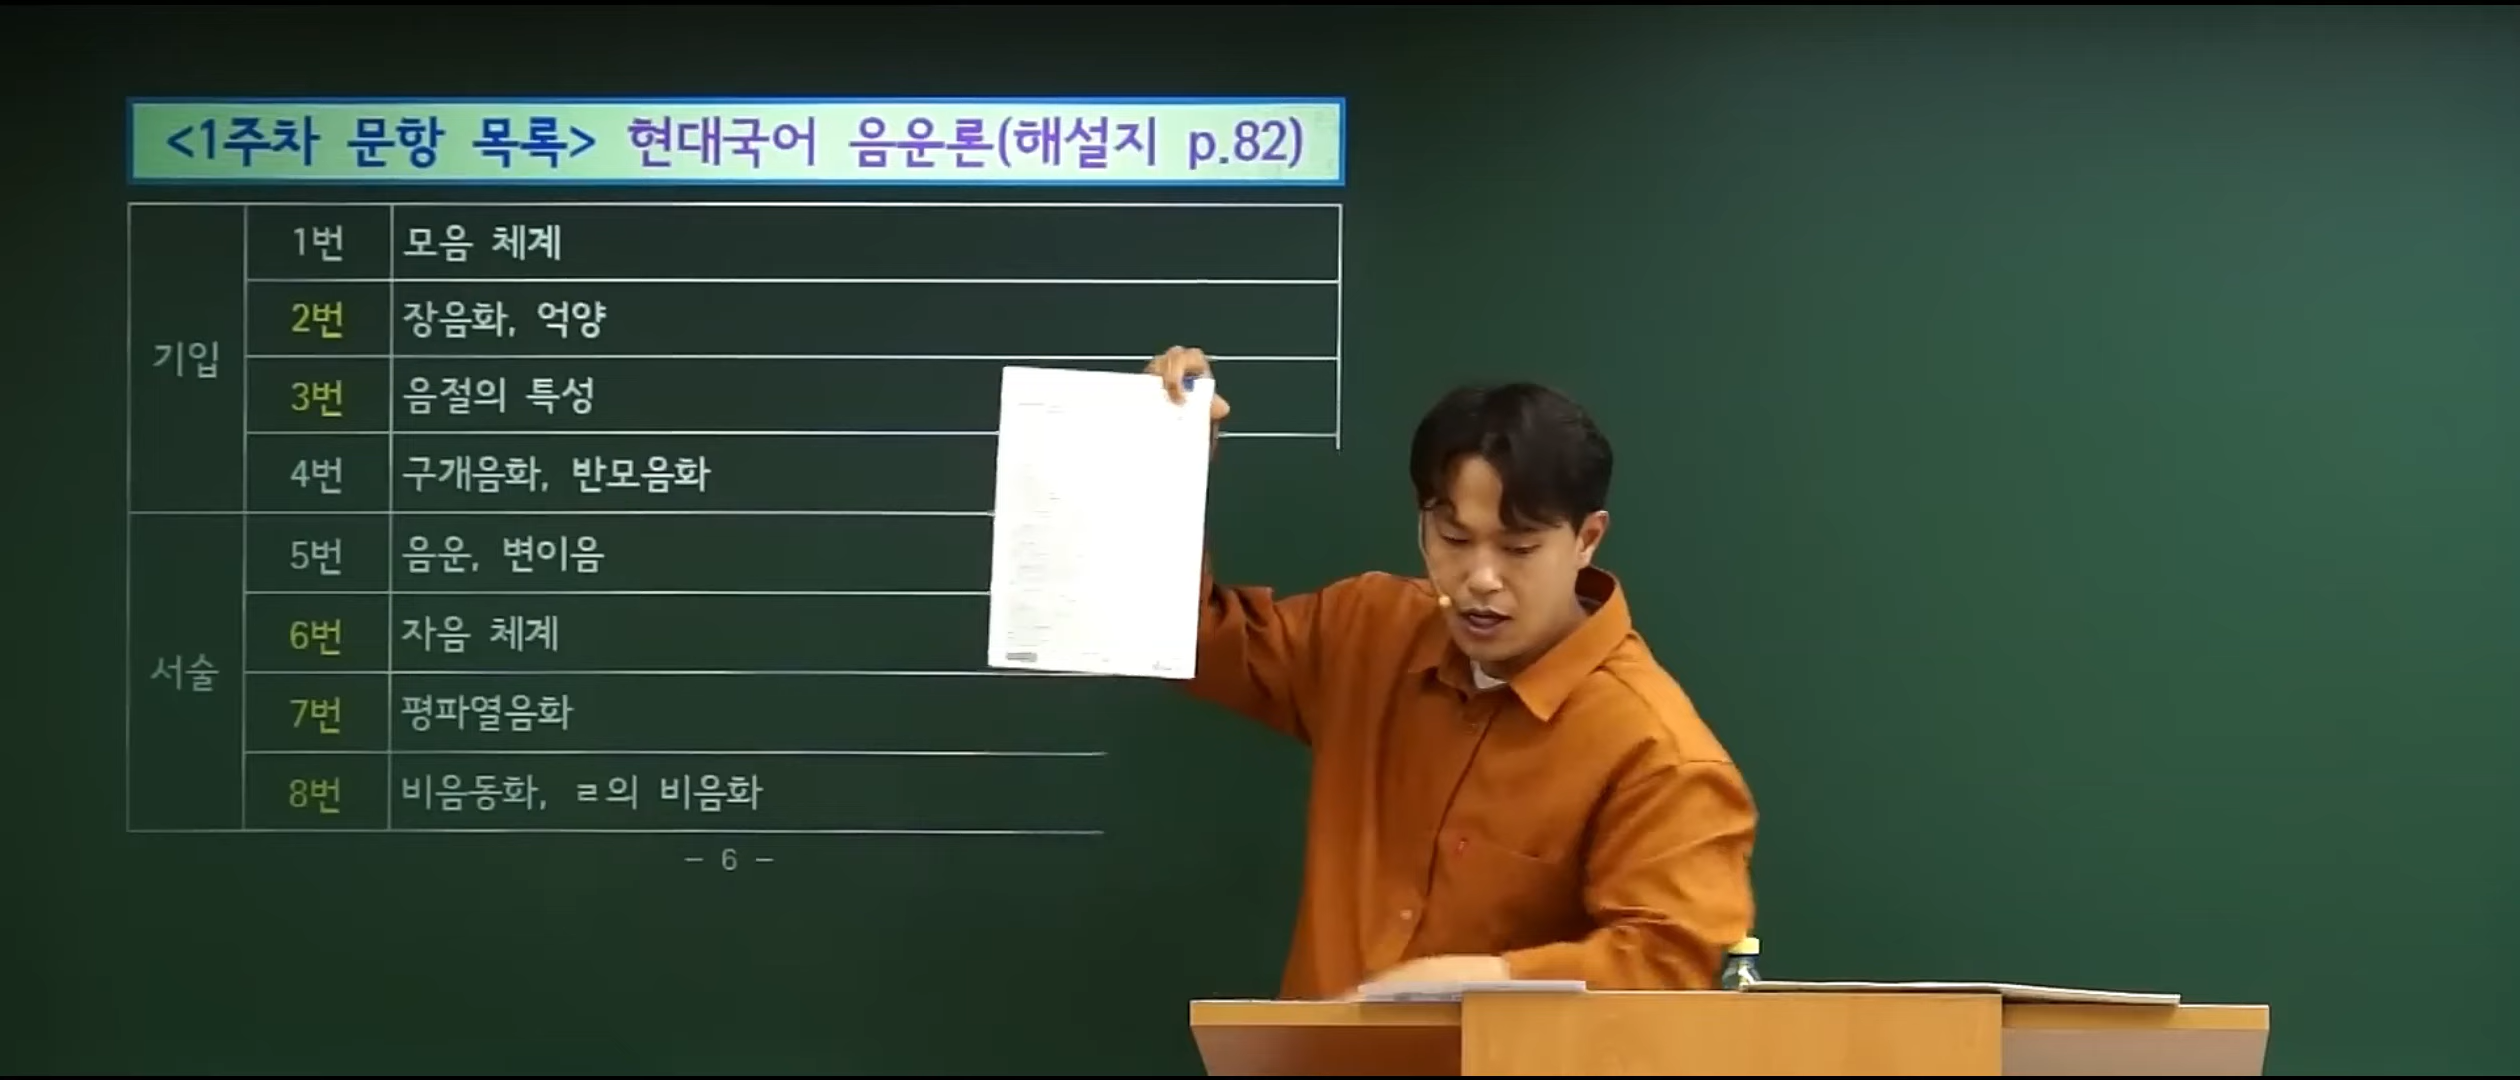 <1주차 문항 목록> 현대국어 음운론(해설지 p.82)
기입
1번 모음 체계
2번 장음화, 억양
3번 음절의 특성
4번 구개음화, 반모음화
서술
5번 음운, 변이음
6번 자음 체계
7번 평파열음화
8번 비음동화, ㄹ의 비음화
- 6 -